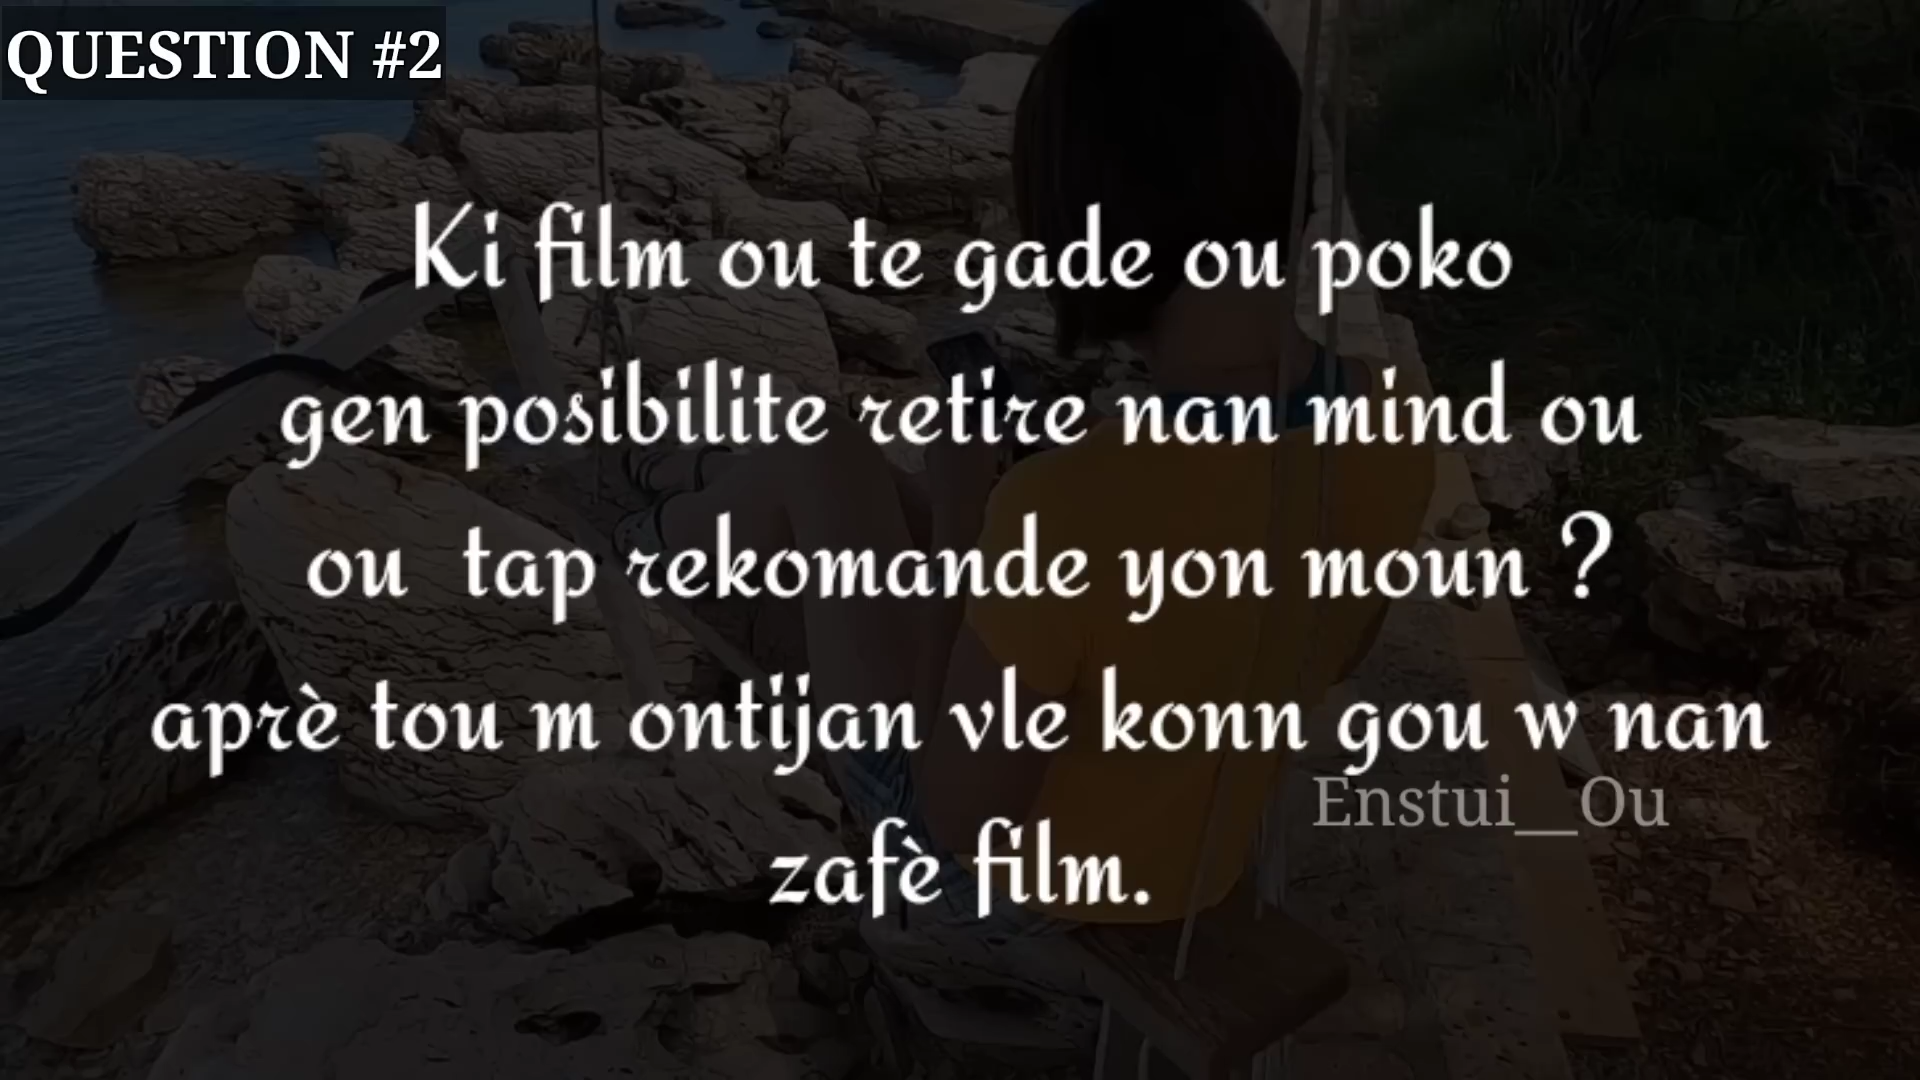 QUESTION #2
Ki film ou te gade ou poko
gen posibilite retire nan mind ou
ou tap rekomande yon moun ?
aprè tou m ontijan vle konn gou w nan
Enstui__Ou
zafè film.